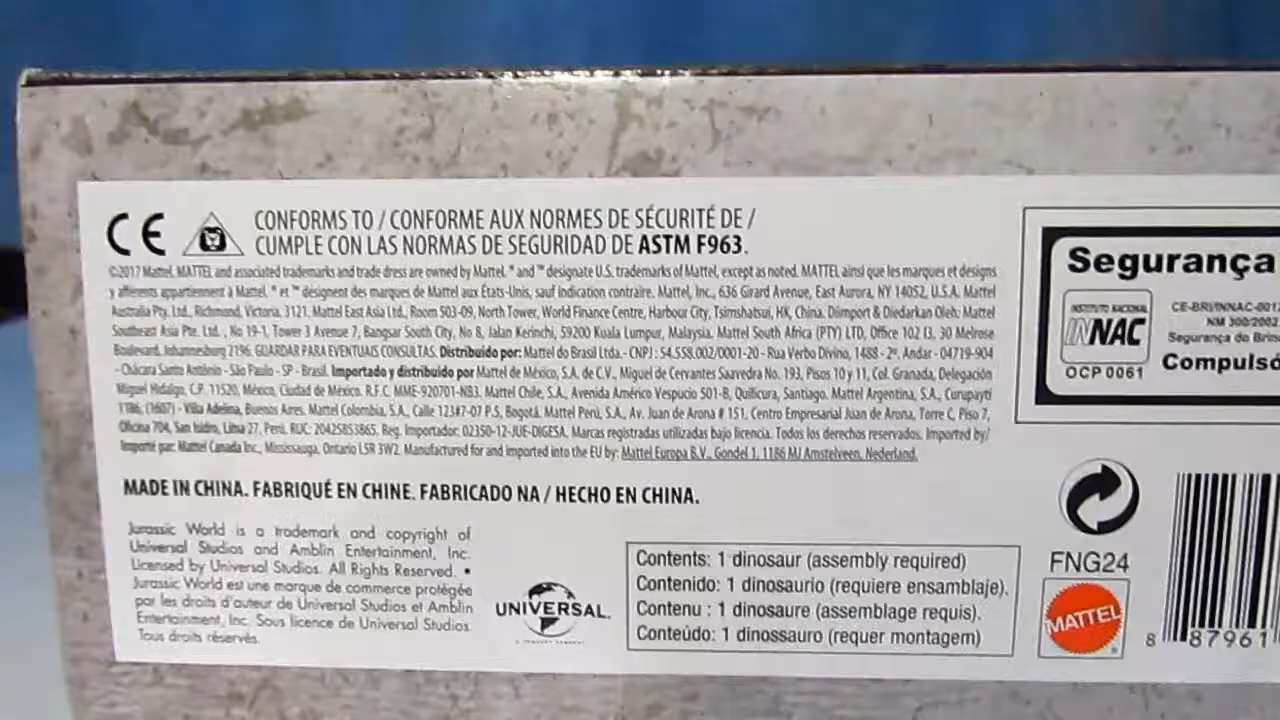 CE
CONFORMS TO / CONFORME AUX NORMES DE SÉCURITÉ DE /
CUMPLE CON LAS NORMAS DE SEGURIDAD DE ASTM F963.
©2017 Mattel. MATTEL and associated trademarks and trade dress are owned by Mattel. ® and ™ designate U.S. trademarks of Mattel, except as noted. MATTEL ainsi que les marques et designs
y afférents appartiennent à Mattel. ® et ™ désignent des marques de Mattel aux États-Unis, sauf indication contraire. Mattel, Inc., 636 Girard Avenue, East Aurora, NY 14052, U.S.A. Mattel
Australia Pty. Ltd., Richmond, Victoria. 3121. Mattel East Asia Ltd., Room 503-09, North Tower, World Finance Centre, Harbour City, Tsimshatsui, HK, China. Diimport & Diedarkan Oleh: Mattel
Southeast Asia Pte. Ltd., No 19-1, Tower 3 Avenue 7, Bangsar South City, No 8, Jalan Kerinchi, 59200 Kuala Lumpur, Malaysia. Mattel South Africa (PTY) LTD, Office 102 I3, 30 Melrose
Boulevard, Johannesburg 2196. GUARDAR PARA EVENTUAIS CONSULTAS. Distribuido por: Mattel do Brasil Ltda.- CNPJ : 54.558.002/0001-20 - Rua Verbo Divino, 1488 - 2º. Andar - 04719-904
- Chácara Santo Antônio - São Paulo - SP - Brasil. Importado y distribuido por Mattel de México, S.A. de C.V., Miguel de Cervantes Saavedra No. 193, Pisos 10 y 11, Col. Granada, Delegación
Miguel Hidalgo, C.P. 11520, México, Ciudad de México. R.F.C. MME-920701-NB3. Mattel Chile, S.A., Avenida Américo Vespucio 501-B, Quilicura, Santiago. Mattel Argentina, S.A., Curupaytí
1186, (1607) - Villa Adelina, Buenos Aires. Mattel Colombia, S.A., Calle 123#7-07 P.5, Bogotá. Mattel Perú, S.A., Av. Juan de Arona # 151, Centro Empresarial Juan de Arona, Torre C, Piso 7,
Oficina 704, San Isidro, Lima 27, Perú. RUC: 20425853865. Reg. Importador: 02350-12-JUE-DIGESA. Marcas registradas utilizadas bajo licencia. Todos los derechos reservados. Imported by/
Importé par: Mattel Canada Inc., Mississauga, Ontario L5R 3W2. Manufactured for and imported into the EU by: Mattel Europa B.V., Gondel 1, 1186 MJ Amstelveen, Nederland.
MADE IN CHINA. FABRIQUÉ EN CHINE. FABRICADO NA / HECHO EN CHINA.
Jurassic World is a trademark and copyright of
Universal Studios and Amblin Entertainment, Inc.
Licensed by Universal Studios. All Rights Reserved. •
Jurassic World est une marque de commerce protégée
par les droits d'auteur de Universal Studios et Amblin
Entertainment, Inc. Sous licence de Universal Studios.
Tous droits réservés.
UNIVERSAL
Contents: 1 dinosaur (assembly required)
Contenido: 1 dinosaurio (requiere ensamblaje).
Contenu : 1 dinosaure (assemblage requis).
Conteúdo: 1 dinossauro (requer montagem)
Segurança
INSTITUTO NACIONAL
INNAC
OCP 0061
CE-BRI/INNAC-001
NM 300/2002
Segurança do
Compulso
FNG24
MATTEL
8 87961